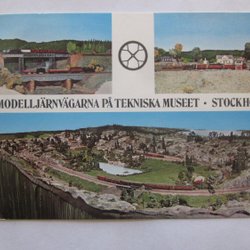 MODELLJÄRNVÄGARNA PÅ TEKNISKA MUSEET · STOCKH